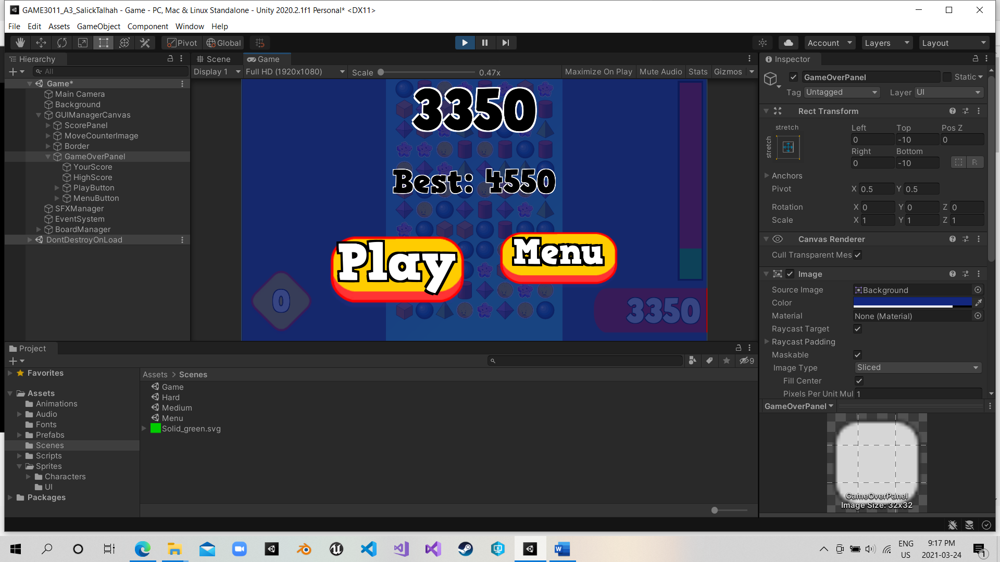 GAME3011_A3_SalickTalhah - Game - PC, Mac & Linux Standalone - Unity 2020.2.1f1 Personal* <DX11>
File Edit Assets GameObject Component Window Help
Pivot Global Account Layers Layout
Hierarchy
All
Game*
Main Camera
Background
GUIManagerCanvas
ScorePanel
MoveCounterImage
Border
GameOverPanel
YourScore
HighScore
PlayButton
MenuButton
SFXManager
EventSystem
BoardManager
DontDestroyOnLoad
Scene Game
Display 1 Full HD (1920x1080) Scale 0.47x Maximize On Play Mute Audio Stats Gizmos
3350
Best: 4550
Play Menu
0
3350
Inspector
GameOverPanel Static
Tag Untagged Layer UI
Rect Transform
stretch
stretch
Left Top Pos Z
0 -10 0
Right Bottom
0 -10
R
Anchors
Pivot X 0.5 Y 0.5
Rotation X 0 Y 0 Z 0
Scale X 1 Y 1 Z 1
Canvas Renderer
Cull Transparent Mes
Image
Source Image Background
Color
Material None (Material)
Raycast Target
Raycast Padding
Maskable
Image Type Sliced
Fill Center
Pixels Per Unit Mul 1
GameOverPanel
GameOverPanel
Image Size: 32x32
Project
9
Favorites
Assets
Animations
Audio
Fonts
Prefabs
Scenes
Scripts
Sprites
Characters
UI
Packages
Assets > Scenes
Game
Hard
Medium
Menu
Solid_green.svg
ENG
US
9:17 PM
2021-03-24
1